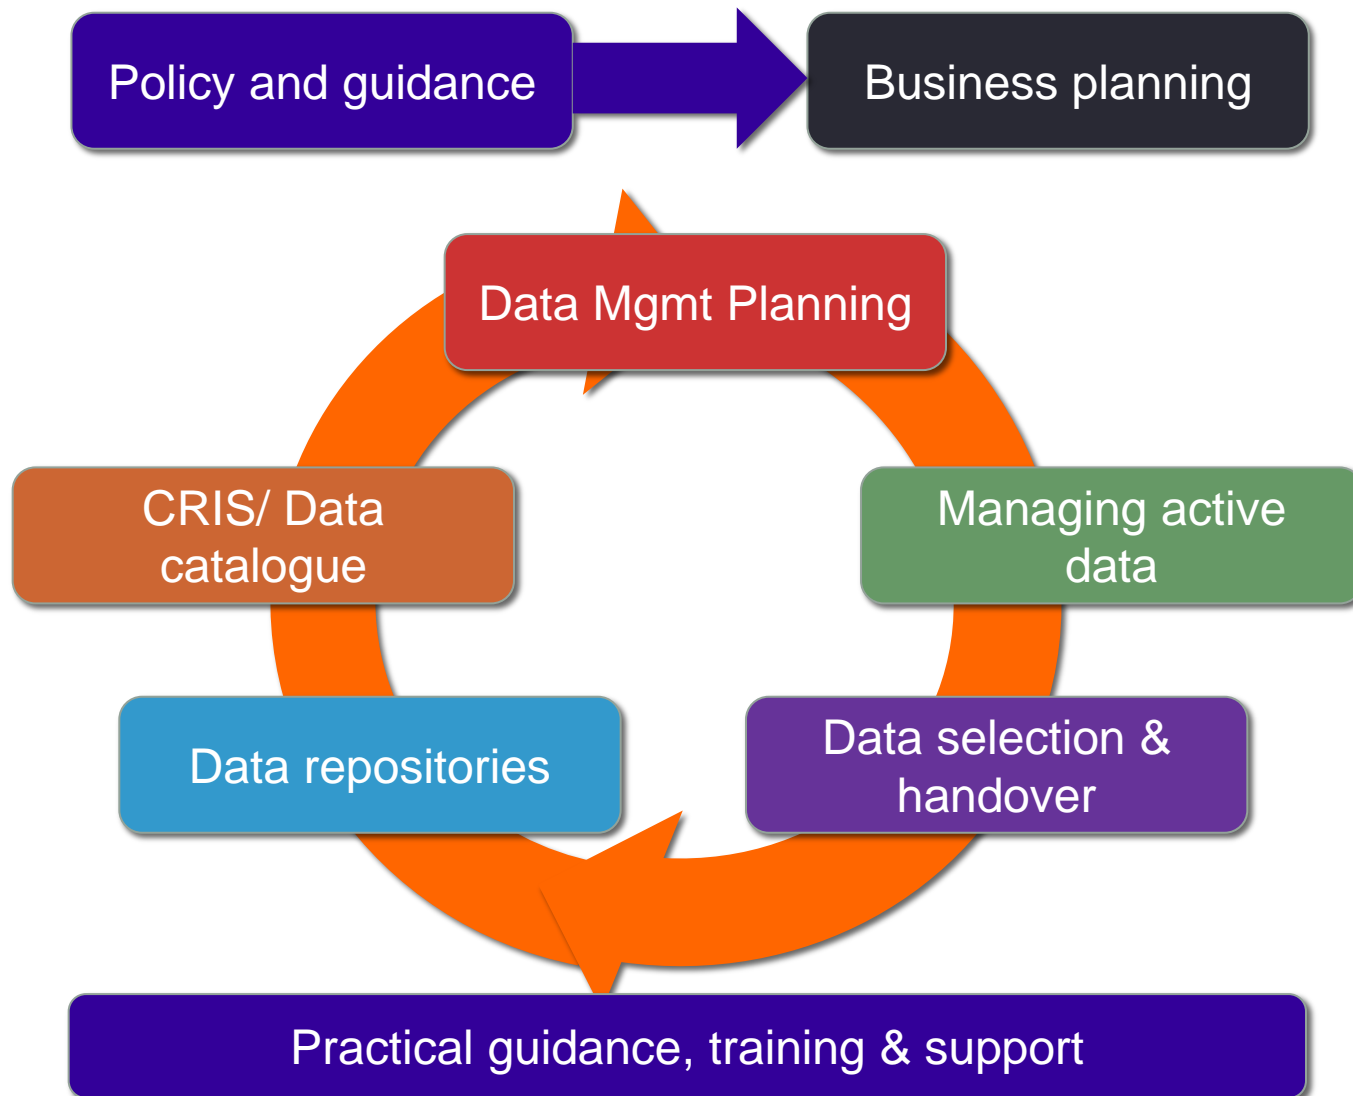 Policy and guidance
Business planning
Data Mgmt Planning
CRIS/ Data
catalogue
Managing active
data
Data repositories
Data selection &
handover
Practical guidance, training & support